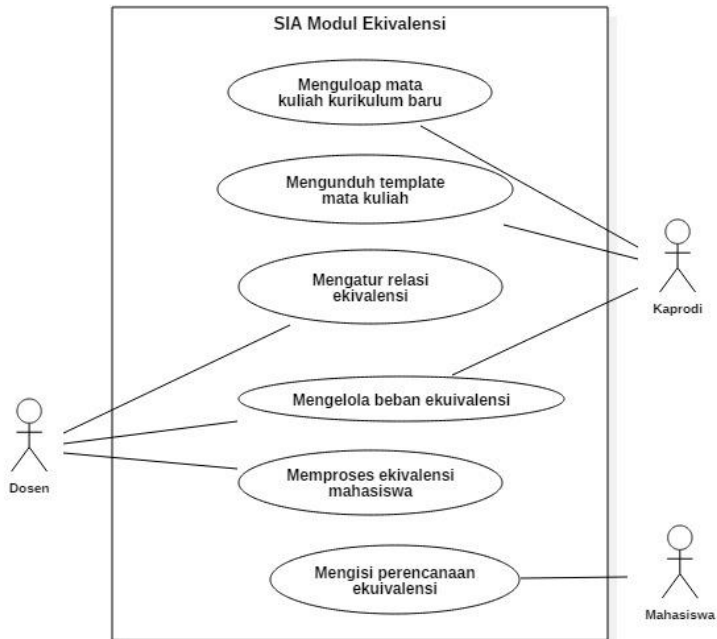 SIA Modul Ekivalensi
Menguloap mata
kuliah kurikulum baru
Mengunduh template
mata kuliah
Mengatur relasi
ekivalensi
Kaprodi
Mengelola beban ekuivalensi
Dosen
Memproses ekivalensi
mahasiswa
Mengisi perencanaan
ekuivalensi
Mahasiswa